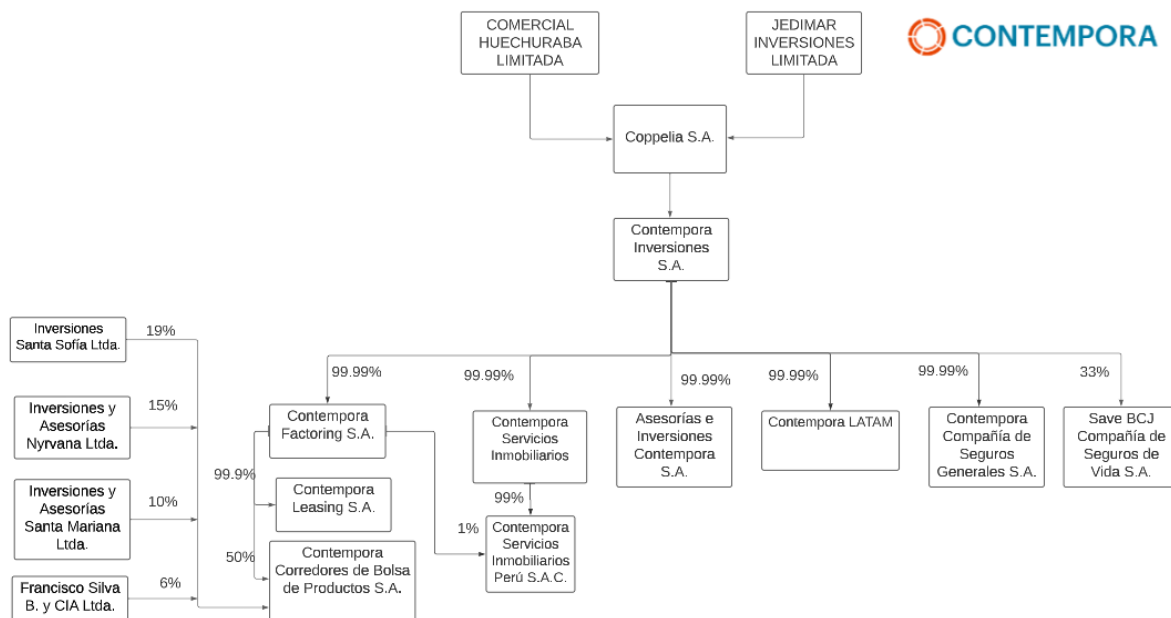 COMERCIAL
HUECHURABA
LIMITADA
JEDIMAR
INVERSIONES
LIMITADA
CONTEMPORA
Coppelia S.A.
Contempora
Inversiones
S.A.
Inversiones
Santa Sofía Ltda.
19%
99.99%
99.99%
99.99%
99.99%
99.99%
33%
Inversiones y
Asesorías
Nyrvana Ltda.
15%
Contempora
Factoring S.A.
Contempora
Servicios
Inmobiliarios
Asesorías e
Inversiones
Contempora
S.A.
Contempora LATAM
Contempora
Compañía de
Seguros
Generales S.A.
Save BCJ
Compañía de
Seguros de
Vida S.A.
99.9%
Contempora
Leasing S.A.
99%
Inversiones y
Asesorías
Santa Mariana
Ltda.
10%
1%
Contempora
Servicios
Inmobiliarios
Perú S.A.C.
50%
Contempora
Corredores de Bolsa
de Productos S.A.
Francisco Silva
B. y CIA Ltda.
6%